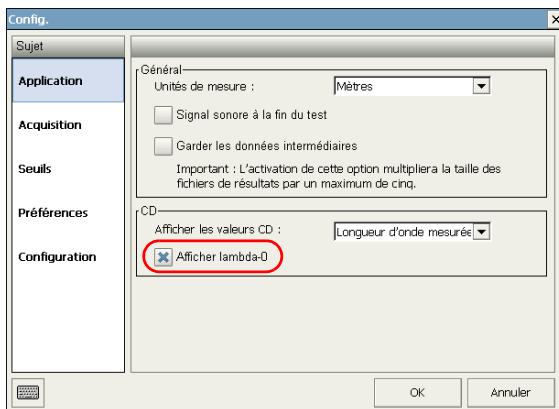 Config.
Sujet
Application
Acquisition
Seuils
Préférences
Configuration
Général
Unités de mesure :
Mètres
Signal sonore à la fin du test
Garder les données intermédiaires
Important : L'activation de cette option multipliera la taille des
fichiers de résultats par un maximum de cinq.
CD
Afficher les valeurs CD :
Longueur d'onde mesurée
Afficher lambda-0
OK
Annuler